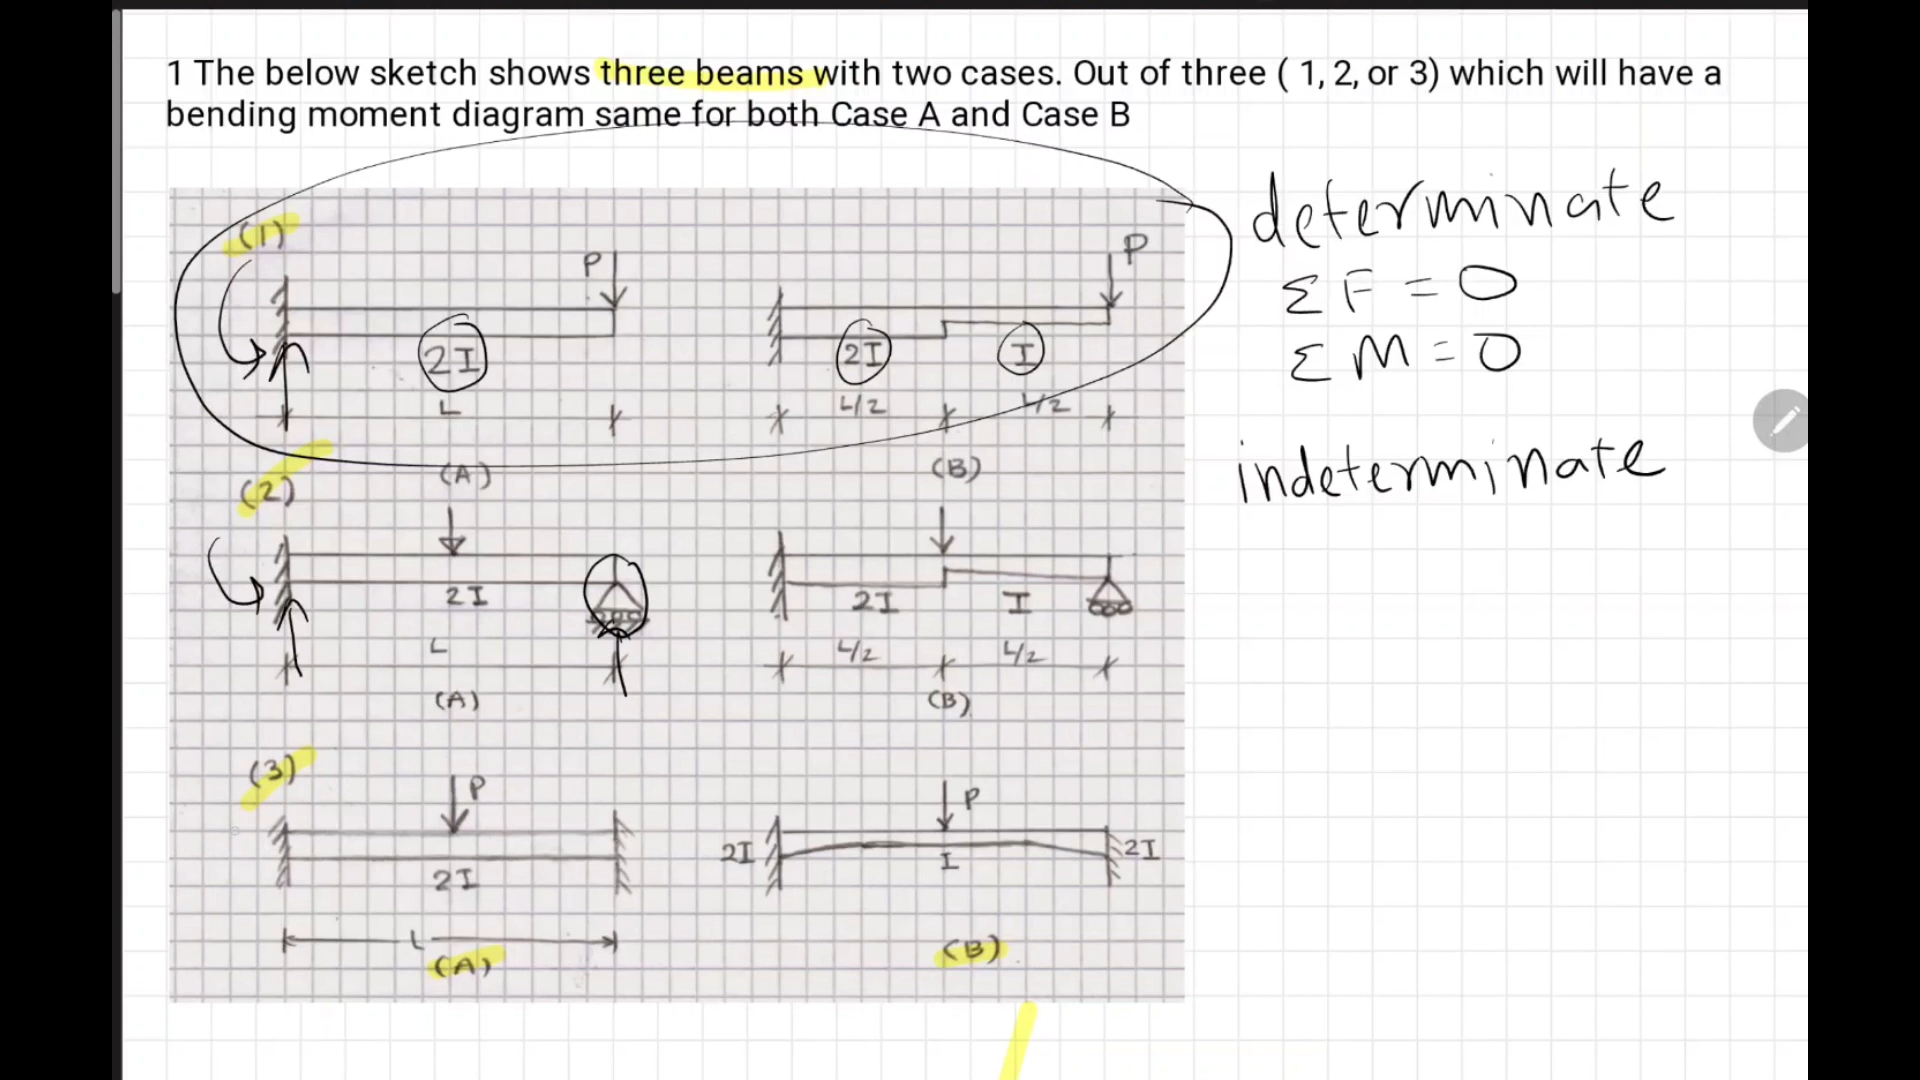 1 The below sketch shows three beams with two cases. Out of three ( 1, 2, or 3) which will have a
bending moment diagram same for both Case A and Case B
determinate
ΣF = 0
ΣM = 0
indeterminate
(1)
P
P
2I
2I
I
L
L/2
L/2
(A)
(B)
(2)
2I
2I
I
L
L/2
L/2
(A)
(B)
(3)
P
P
2I
2I
I
2I
L
(A)
(B)